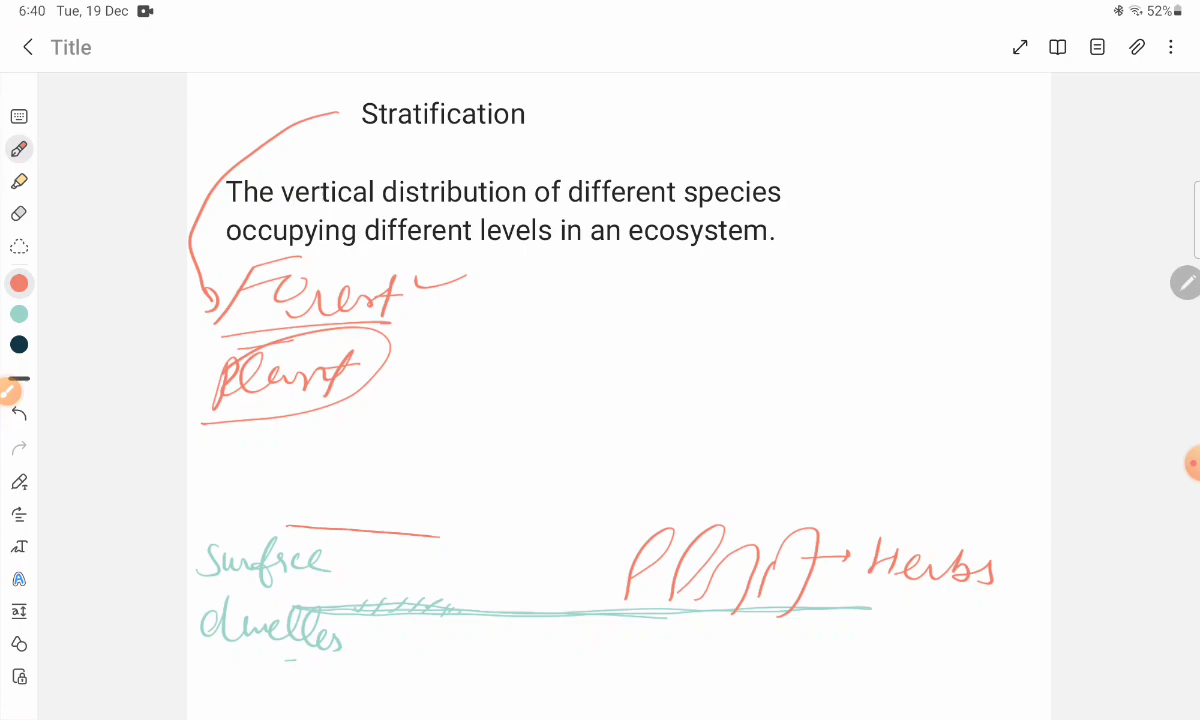 6:40 Tue, 19 Dec 52%
Title
Stratification
The vertical distribution of different species
occupying different levels in an ecosystem.
Forest
plant
surface
dwelles
Herbs